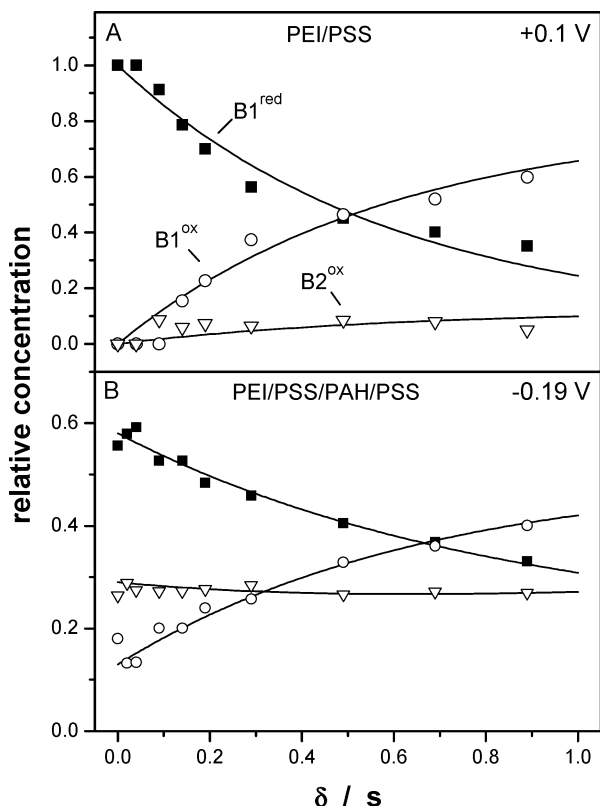 A PEI/PSS +0.1 V
1.0
B1red
0.8
0.6
B1ox
0.4
B2ox
0.2
0.0
B PEI/PSS/PAH/PSS -0.19 V
0.6
0.4
0.2
0.0
0.0 0.2 0.4 0.6 0.8 1.0
δ / s
relative concentration